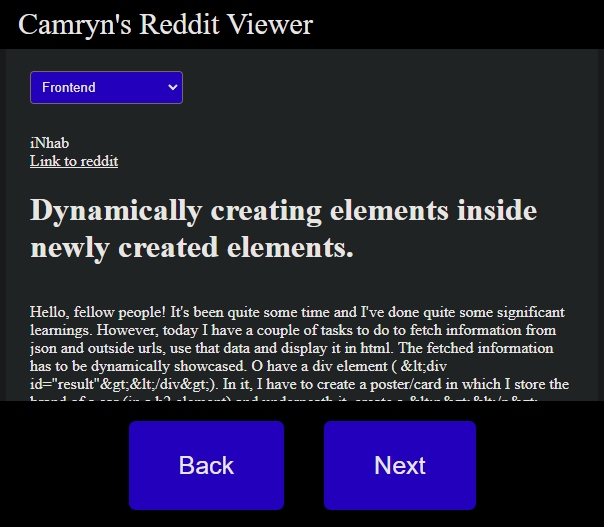 Camryn's Reddit Viewer
Frontend
iNhab
Link to reddit
Dynamically creating elements inside
newly created elements.
Hello, fellow people! It's been quite some time and I've done quite some significant
learnings. However, today I have a couple of tasks to do to fetch information from
json and outside urls, use that data and display it in html. The fetched information
has to be dynamically showcased. O have a div element ( &lt;div
id="result"&gt;&lt;/div&gt;). In it, I have to create a poster/card in which I store the
Back
Next